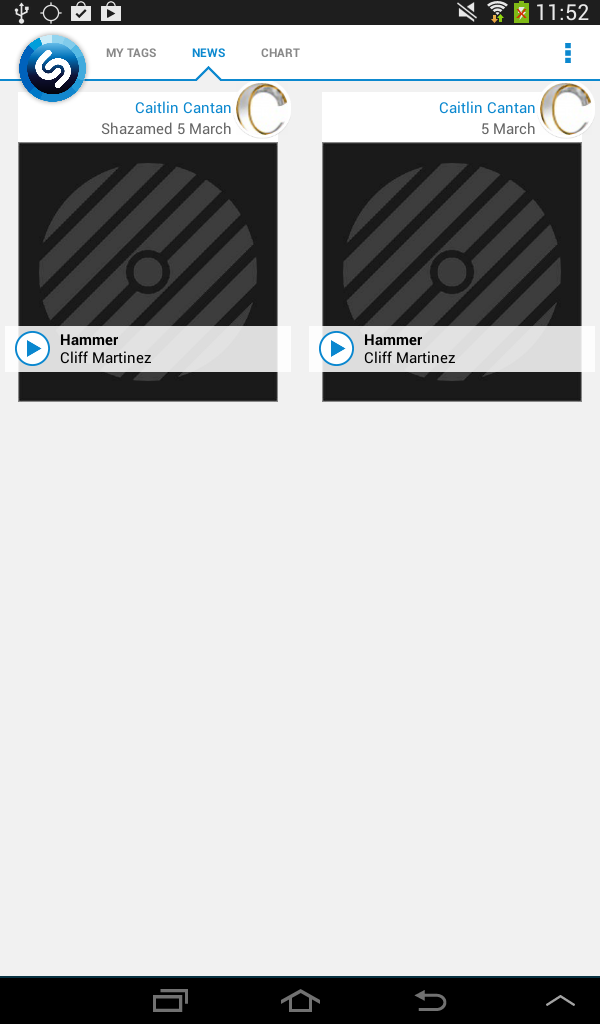 11:52
MY TAGS NEWS CHART
Caitlin Cantan
Shazamed 5 March
Hammer
Cliff Martinez
Caitlin Cantan
5 March
Hammer
Cliff Martinez